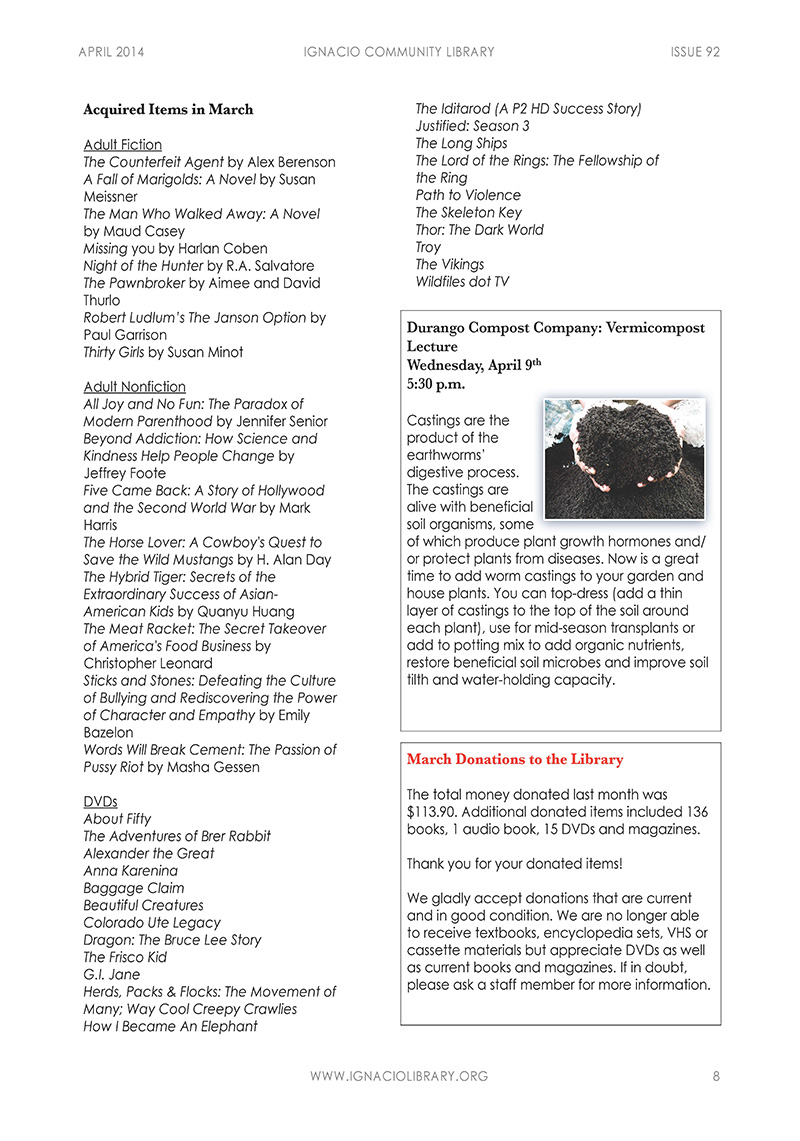 APRIL 2014
IGNACIO COMMUNITY LIBRARY
ISSUE 92
Acquired Items in March
Adult Fiction
The Counterfeit Agent by Alex Berenson
A Fall of Marigolds: A Novel by Susan
Meissner
The Man Who Walked Away: A Novel
by Maud Casey
Missing you by Harlan Coben
Night of the Hunter by R.A. Salvatore
The Pawnbroker by Aimee and David
Thurlo
Robert Ludlum's The Janson Option by
Paul Garrison
Thirty Girls by Susan Minot
Adult Nonfiction
All Joy and No Fun: The Paradox of
Modern Parenthood by Jennifer Senior
Beyond Addiction: How Science and
Kindness Help People Change by
Jeffrey Foote
Five Came Back: A Story of Hollywood
and the Second World War by Mark
Harris
The Horse Lover: A Cowboy's Quest to
Save the Wild Mustangs by H. Alan Day
The Hybrid Tiger: Secrets of the
Extraordinary Success of Asian-
American Kids by Quanyu Huang
The Meat Racket: The Secret Takeover
of America's Food Business by
Christopher Leonard
Sticks and Stones: Defeating the Culture
of Bullying and Rediscovering the Power
of Character and Empathy by Emily
Bazelon
Words Will Break Cement: The Passion of
Pussy Riot by Masha Gessen
DVDs
About Fifty
The Adventures of Brer Rabbit
Alexander the Great
Anna Karenina
Baggage Claim
Beautiful Creatures
Colorado Ute Legacy
Dragon: The Bruce Lee Story
The Frisco Kid
G.I. Jane
Herds, Packs & Flocks: The Movement of
Many; Way Cool Creepy Crawlies
How I Became An Elephant
The Iditarod (A P2 HD Success Story)
Justified: Season 3
The Long Ships
The Lord of the Rings: The Fellowship of
the Ring
Path to Violence
The Skeleton Key
Thor: The Dark World
Troy
The Vikings
Wildfiles dot TV
Durango Compost Company: Vermicompost
Lecture
Wednesday, April 9th
5:30 p.m.
Castings are the
product of the
earthworms'
digestive process.
The castings are
alive with beneficial
soil organisms, some
of which produce plant growth hormones and/
or protect plants from diseases. Now is a great
time to add worm castings to your garden and
house plants. You can top-dress (add a thin
layer of castings to the top of the soil around
each plant), use for mid-season transplants or
add to potting mix to add organic nutrients,
restore beneficial soil microbes and improve soil
tilth and water-holding capacity.
March Donations to the Library
The total money donated last month was
$113.90. Additional donated items included 136
books, 1 audio book, 15 DVDs and magazines.
Thank you for your donated items!
We gladly accept donations that are current
and in good condition. We are no longer able
to receive textbooks, encyclopedia sets, VHS or
cassette materials but appreciate DVDs as well
as current books and magazines. If in doubt,
please ask a staff member for more information.
WWW.IGNACIOLIBRARY.ORG
8